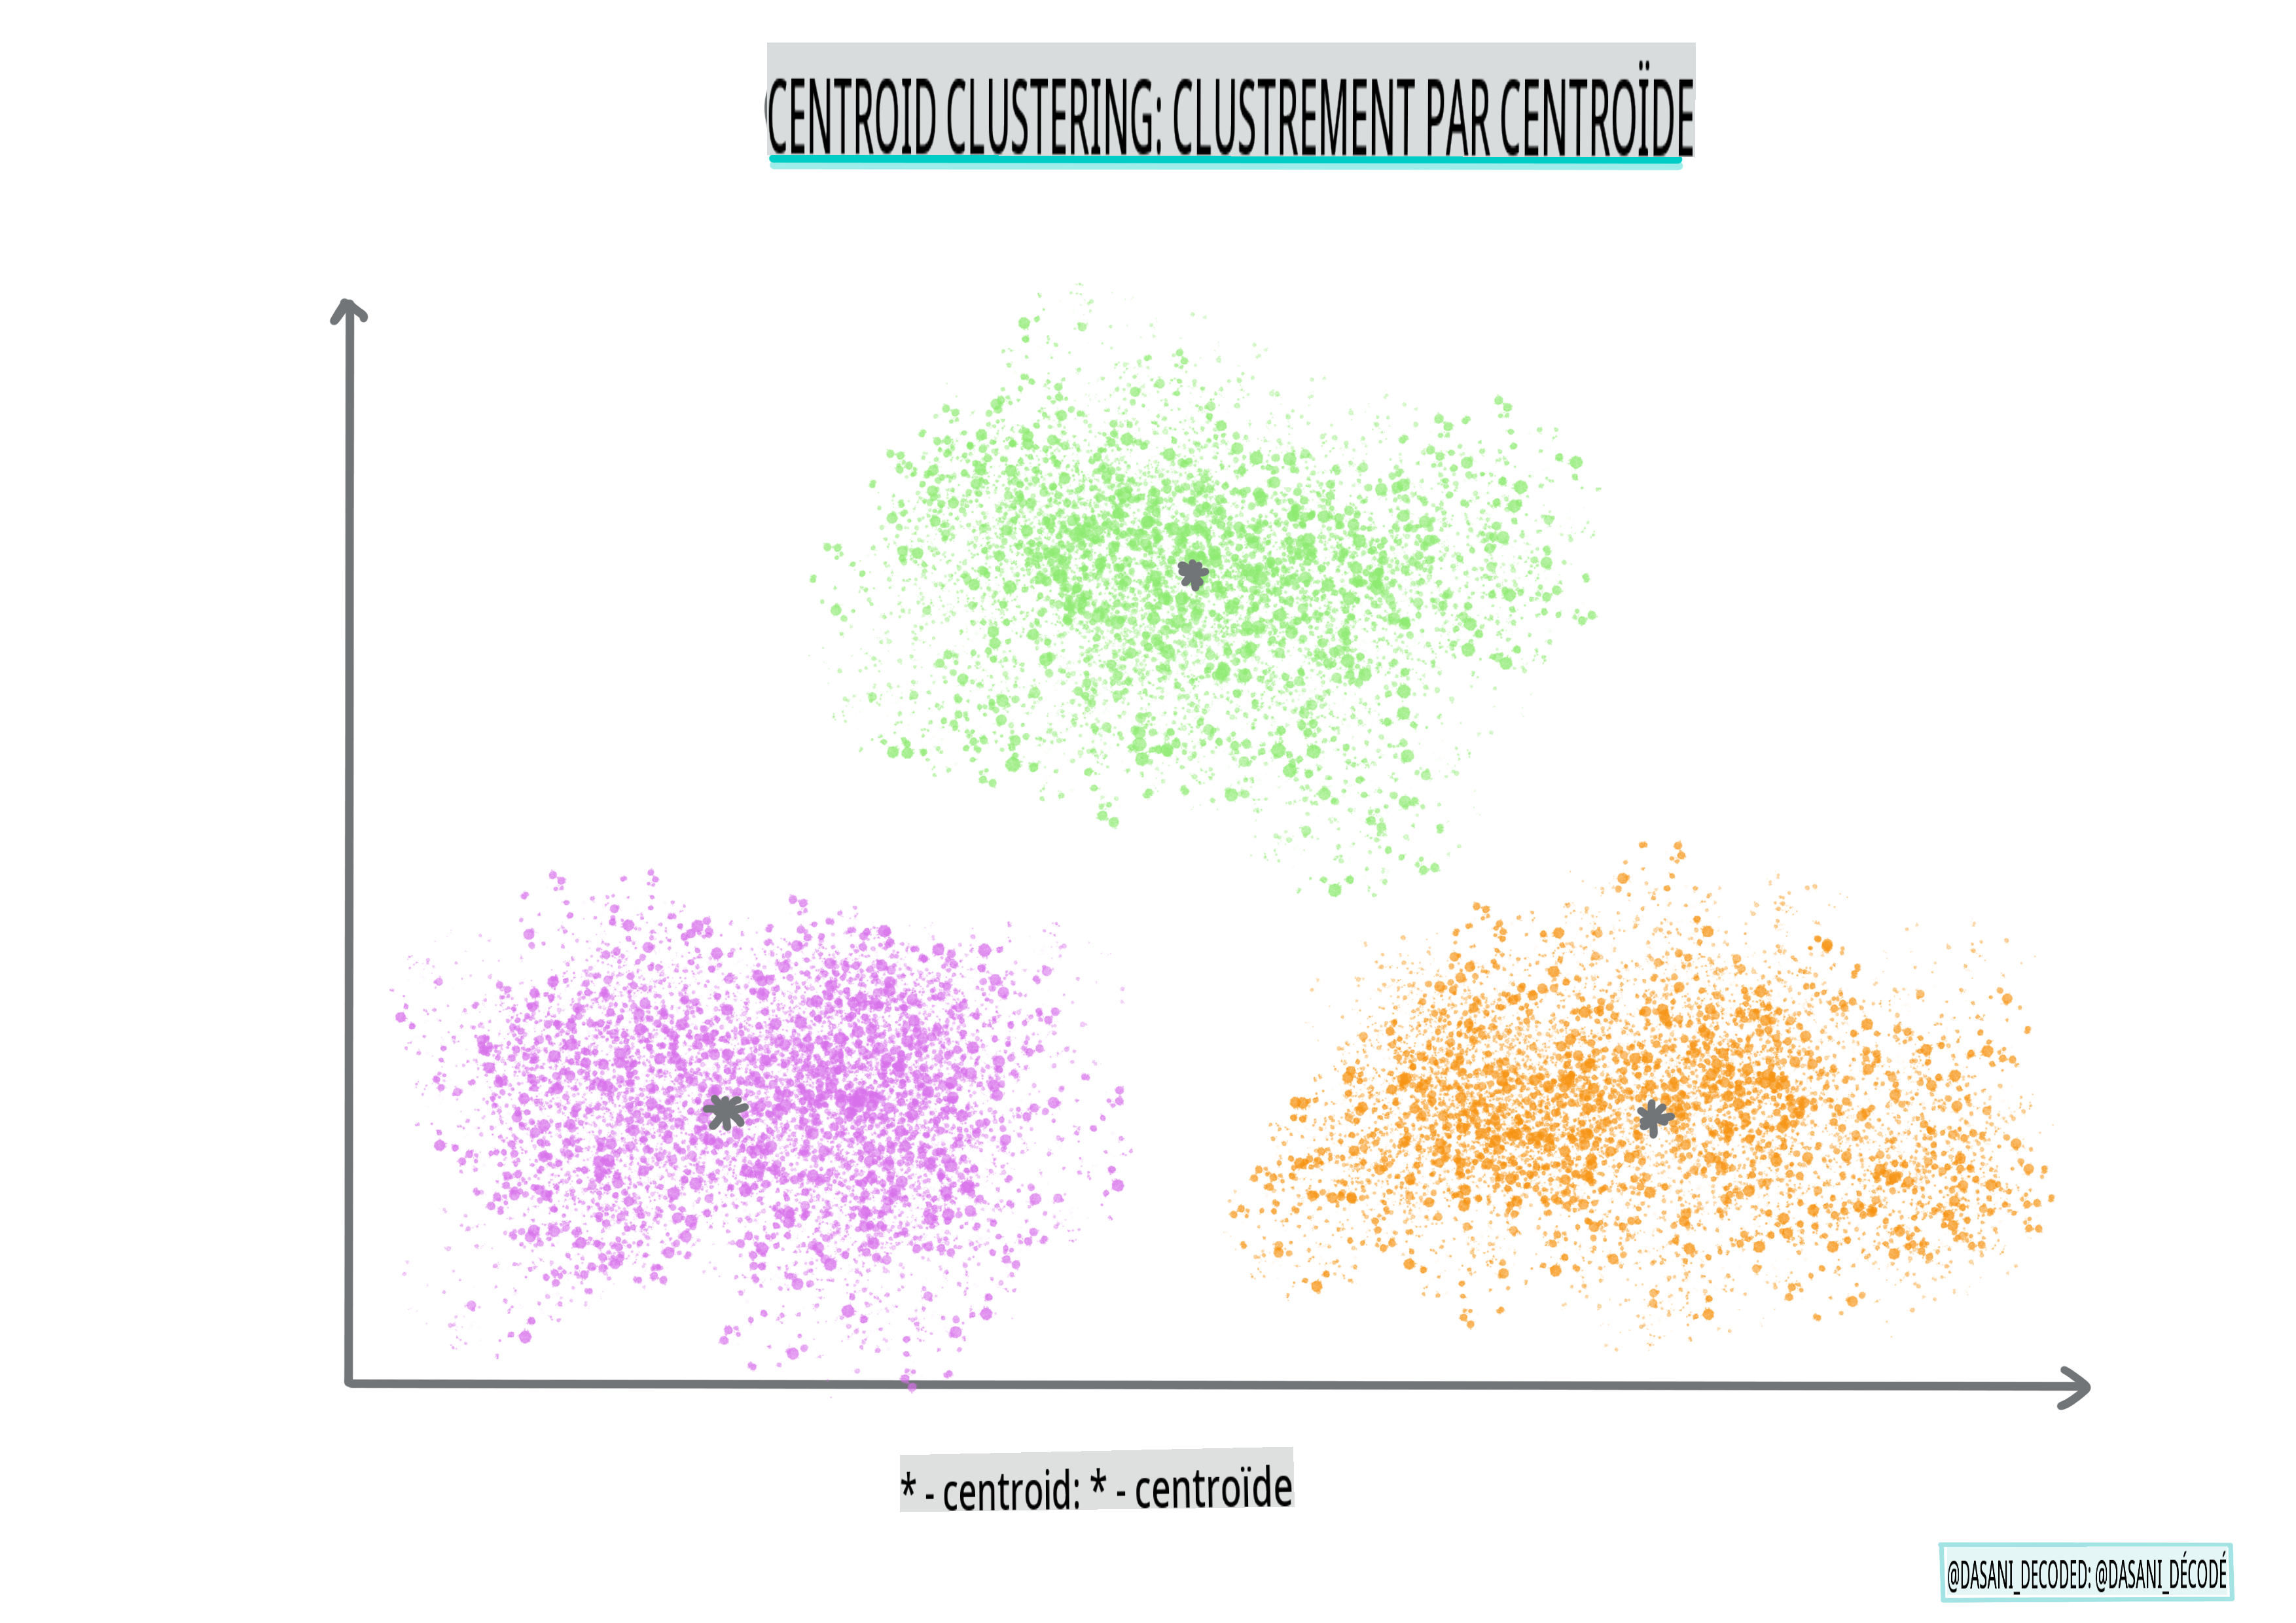 CENTROID CLUSTERING: CLUSTREMENT PAR CENTROÏDE
* - centroid: * - centroïde
@DASANI_DECODED: @DASANI_DÉCODÉ